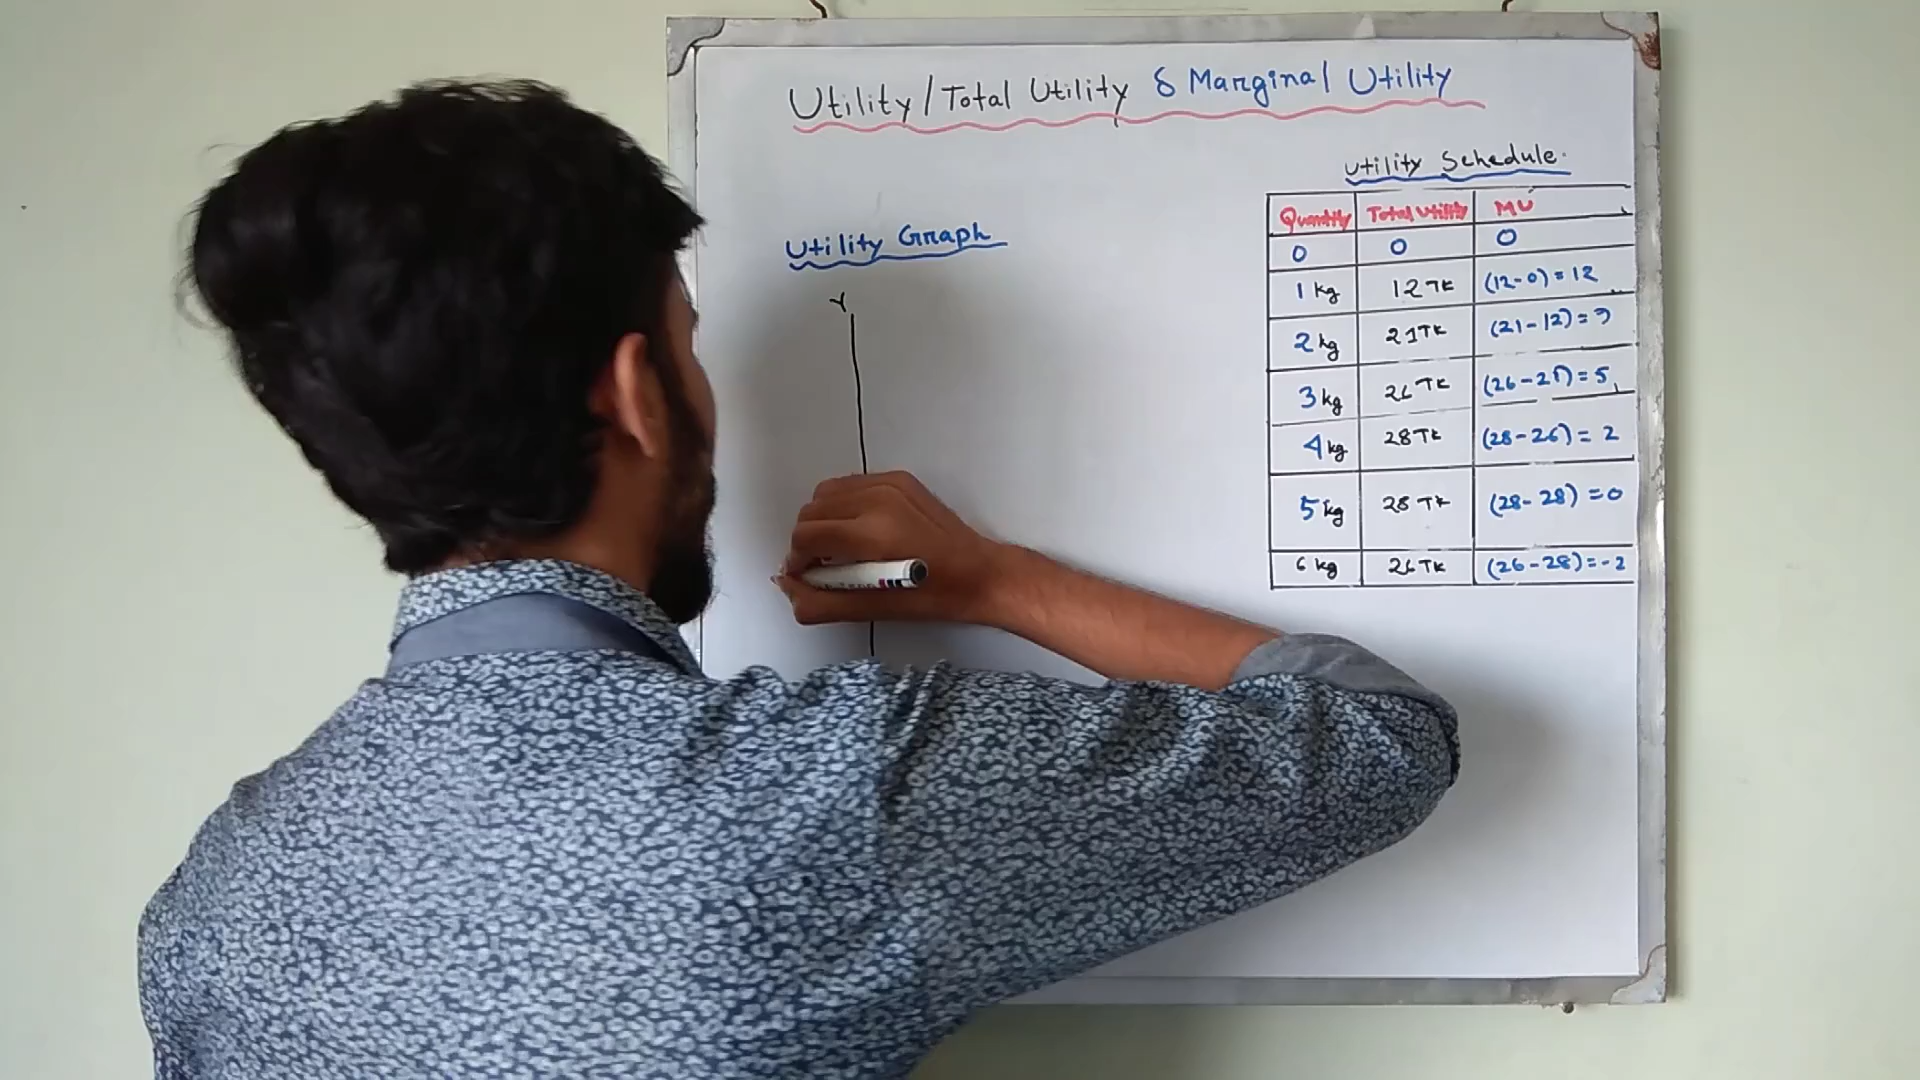 Utility/Total Utility & Marginal Utility
Utility Schedule.
Quantity Total Utility MU
0 0 0
1 kg 12 TK (12-0) = 12
2 kg 21 TK (21-12) = 9
3 kg 26 TK (26-21) = 5
4 kg 28 TK (28-26) = 2
5 kg 28 TK (28-28) = 0
6 kg 26 TK (26-28) = -2
Utility Graph
Y